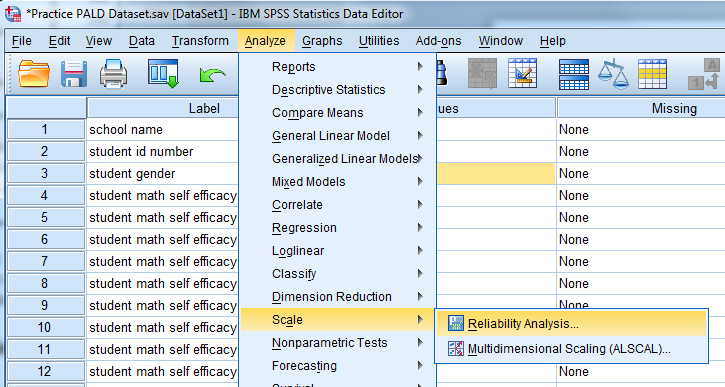 *Practice PALD Dataset.sav [DataSet1] - IBM SPSS Statistics Data Editor
File Edit View Data Transform Analyze Graphs Utilities Add-ons Window Help
Label ues Missing
1 school name None
2 student id number None
3 student gender None
4 student math self efficacy None
5 student math self efficacy None
6 student math self efficacy None
7 student math self efficacy None
8 student math self efficacy None
9 student math self efficacy None
10 student math self efficacy
11 student math self efficacy
12 student math self efficacy None
Reports
Descriptive Statistics
Compare Means
General Linear Model
Generalized Linear Models
Mixed Models
Correlate
Regression
Loglinear
Classify
Dimension Reduction
Scale
Nonparametric Tests
Forecasting
Reliability Analysis...
Multidimensional Scaling (ALSCAL)...